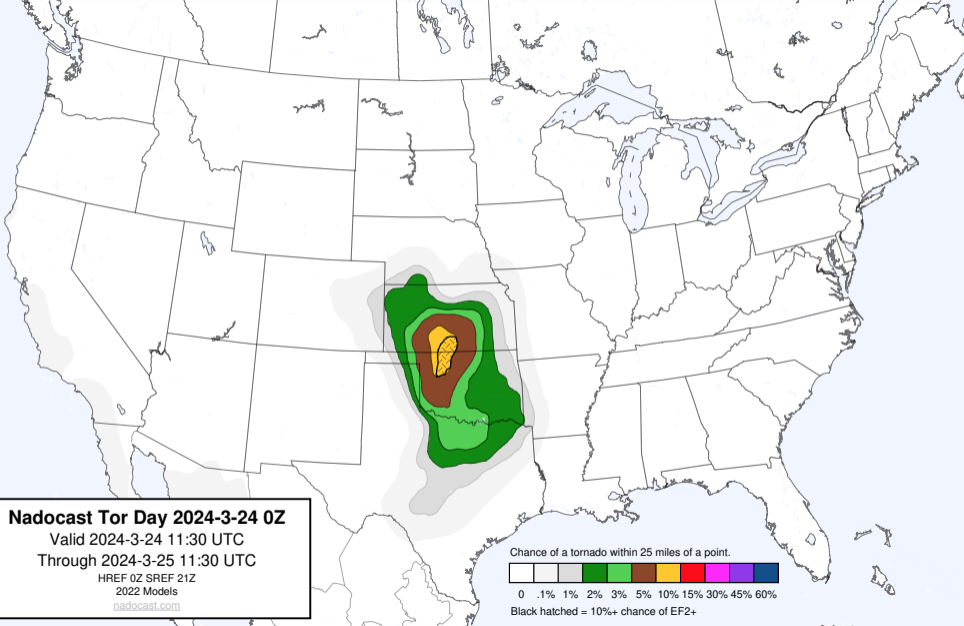 Nadocast Tor Day 2024-3-24 0Z
Valid 2024-3-24 11:30 UTC
Through 2024-3-25 11:30 UTC
HREF 0Z SREF 21Z
2022 Models
nadocast.com
Chance of a tornado within 25 miles of a point.
0 .1% 1% 2% 3% 5% 10% 15% 30% 45% 60%
Black hatched = 10%+ chance of EF2+